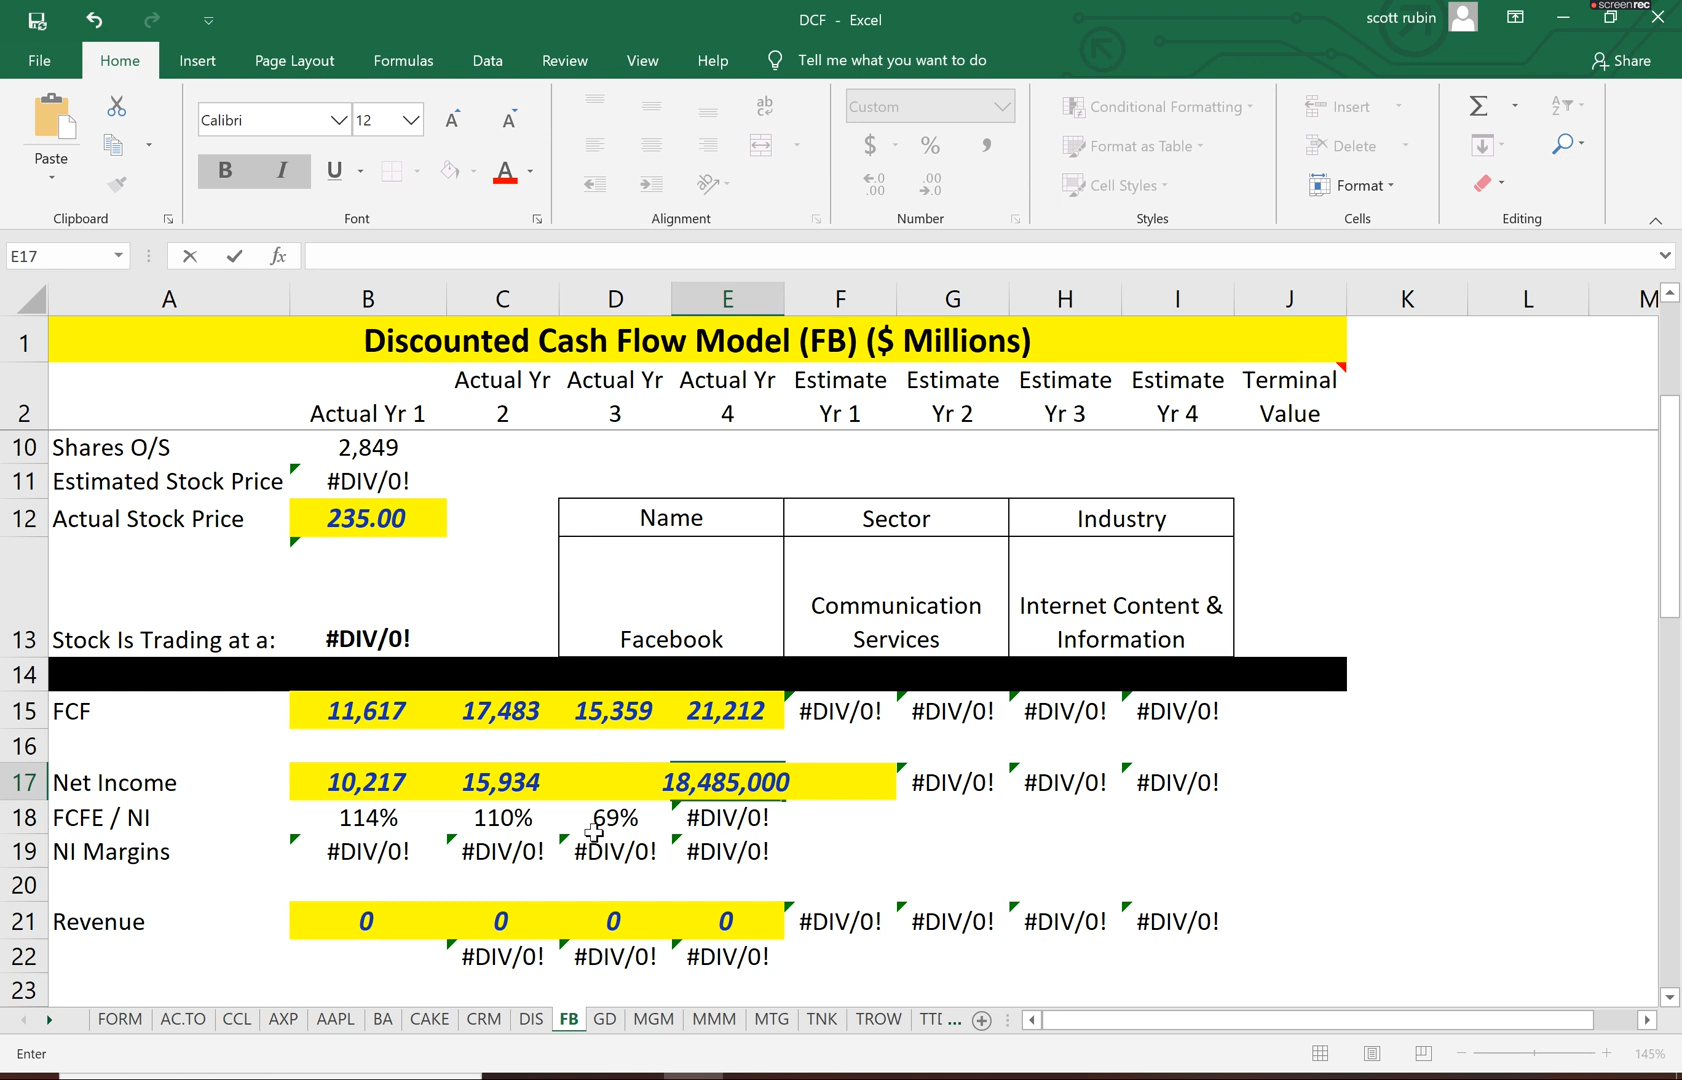 screenrec
DCF - Excel
scott rubin
File Home Insert Page Layout Formulas Data Review View Help Tell me what you want to do Share
Paste
Clipboard
Calibri 12
B I U A
Font
ab
Alignment
Custom
$ % ,
Number
Conditional Formatting
Format as Table
Cell Styles
Styles
Insert
Delete
Format
Cells
Editing
E17 fx
A B C D E F G H I J K L M
1 Discounted Cash Flow Model (FB) ($ Millions)
Actual Yr Actual Yr Actual Yr Estimate Estimate Estimate Estimate Terminal
2 Actual Yr 1 2 3 4 Yr 1 Yr 2 Yr 3 Yr 4 Value
10 Shares O/S 2,849
11 Estimated Stock Price #DIV/0!
12 Actual Stock Price 235.00 Name Sector Industry
Communication Internet Content &
13 Stock Is Trading at a: #DIV/0! Facebook Services Information
14
15 FCF 11,617 17,483 15,359 21,212 #DIV/0! #DIV/0! #DIV/0! #DIV/0!
16
17 Net Income 10,217 15,934 18,485,000 #DIV/0! #DIV/0! #DIV/0!
18 FCFE / NI 114% 110% 69% #DIV/0!
19 NI Margins #DIV/0! #DIV/0! #DIV/0! #DIV/0!
20
21 Revenue 0 0 0 0 #DIV/0! #DIV/0! #DIV/0! #DIV/0!
22 #DIV/0! #DIV/0! #DIV/0!
23
FORM AC.TO CCL AXP AAPL BA CAKE CRM DIS FB GD MGM MMM MTG TNK TROW ...
Enter 145%